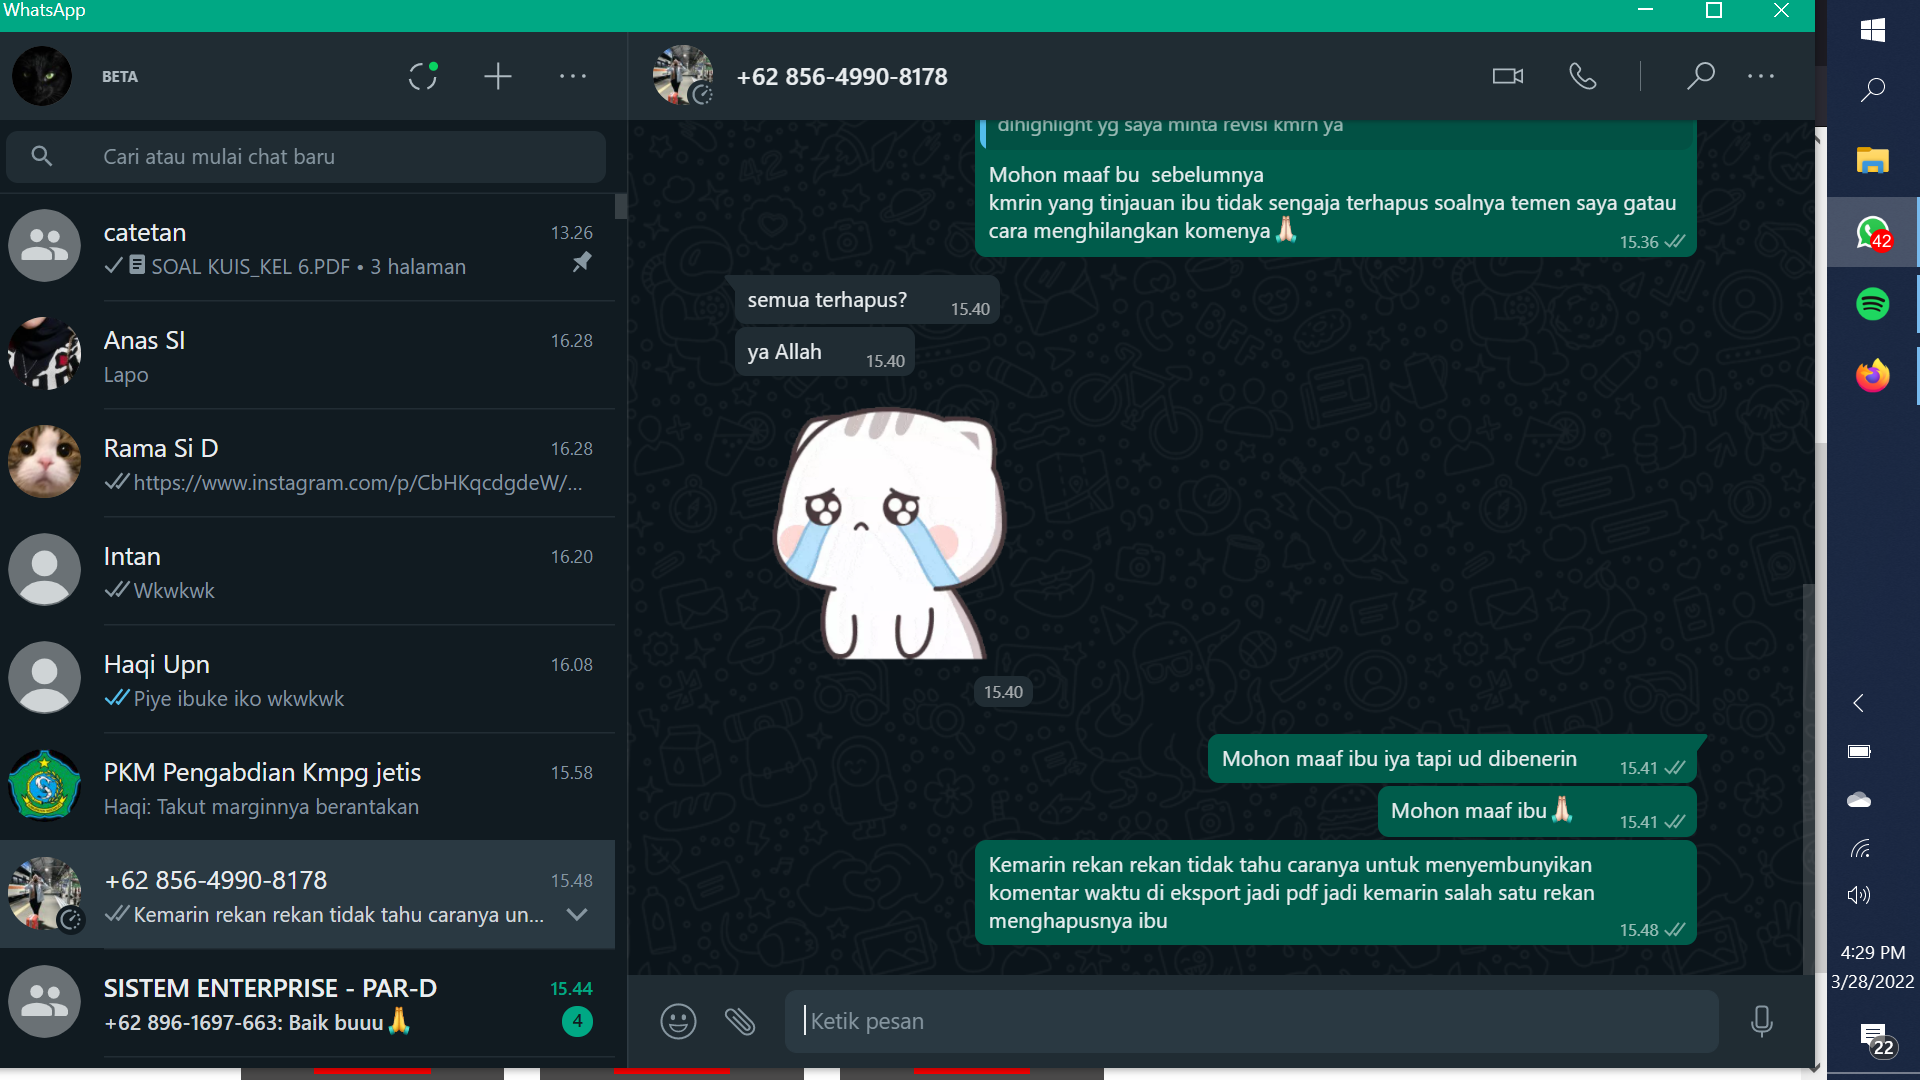 WhatsApp
BETA
Cari atau mulai chat baru
catetan
13.26
SOAL KUIS_KEL 6.PDF • 3 halaman
Anas SI
16.28
Lapo
Rama Si D
16.28
https://www.instagram.com/p/CbHKqcdgdeW/...
Intan
16.20
Wkwkwk
Haqi Upn
16.08
Piye ibuke iko wkwkwk
PKM Pengabdian Kmpg jetis
15.58
Haqi: Takut marginnya berantakan
+62 856-4990-8178
15.48
Kemarin rekan rekan tidak tahu caranya un...
SISTEM ENTERPRISE - PAR-D
15.44
+62 896-1697-663: Baik buuu🙏
4
+62 856-4990-8178
dihighlight yg saya minta revisi kmrn ya
Mohon maaf bu  sebelumnya
kmrin yang tinjauan ibu tidak sengaja terhapus soalnya temen saya gatau
cara menghilangkan komenya🙏🏻
15.36
semua terhapus?
15.40
ya Allah
15.40
15.40
Mohon maaf ibu iya tapi ud dibenerin
15.41
Mohon maaf ibu🙏🏻
15.41
Kemarin rekan rekan tidak tahu caranya untuk menyembunyikan
komentar waktu di eksport jadi pdf jadi kemarin salah satu rekan
menghapusnya ibu
15.48
Ketik pesan
42
4:29 PM
3/28/2022
22